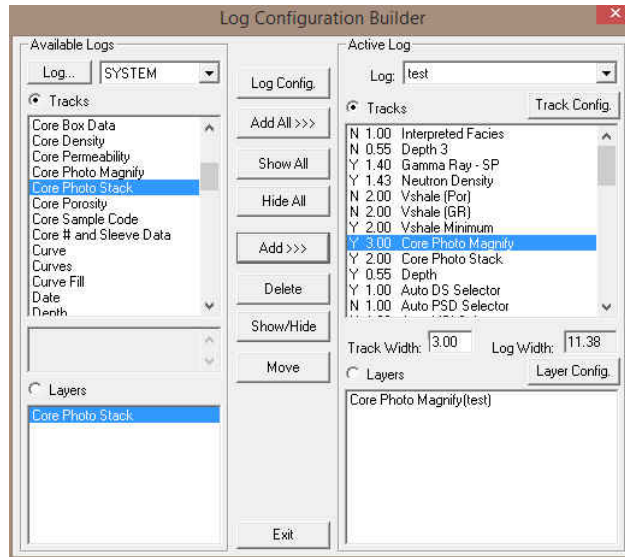 Log Configuration Builder
Available Logs
Log...
SYSTEM
Tracks
Core Box Data
Core Density
Core Permeability
Core Photo Magnify
Core Photo Stack
Core Porosity
Core Sample Code
Core # and Sleeve Data
Curve
Curves
Curve Fill
Date
Depth
Layers
Core Photo Stack
Log Config.
Add All >>>
Show All
Hide All
Add >>>
Delete
Show/Hide
Move
Exit
Active Log
Log: test
Tracks
Track Config.
N 1.00 Interpreted Facies
N 0.55 Depth 3
Y 1.40 Gamma Ray - SP
Y 1.43 Neutron Density
N 2.00 Vshale (Por)
N 2.00 Vshale (GR)
Y 2.00 Vshale Minimum
Y 3.00 Core Photo Magnify
Y 2.00 Core Photo Stack
Y 0.55 Depth
Y 1.00 Auto DS Selector
N 1.00 Auto PSD Selector
Track Width: 3.00 Log Width: 11.38
Layers
Layer Config.
Core Photo Magnify(test)